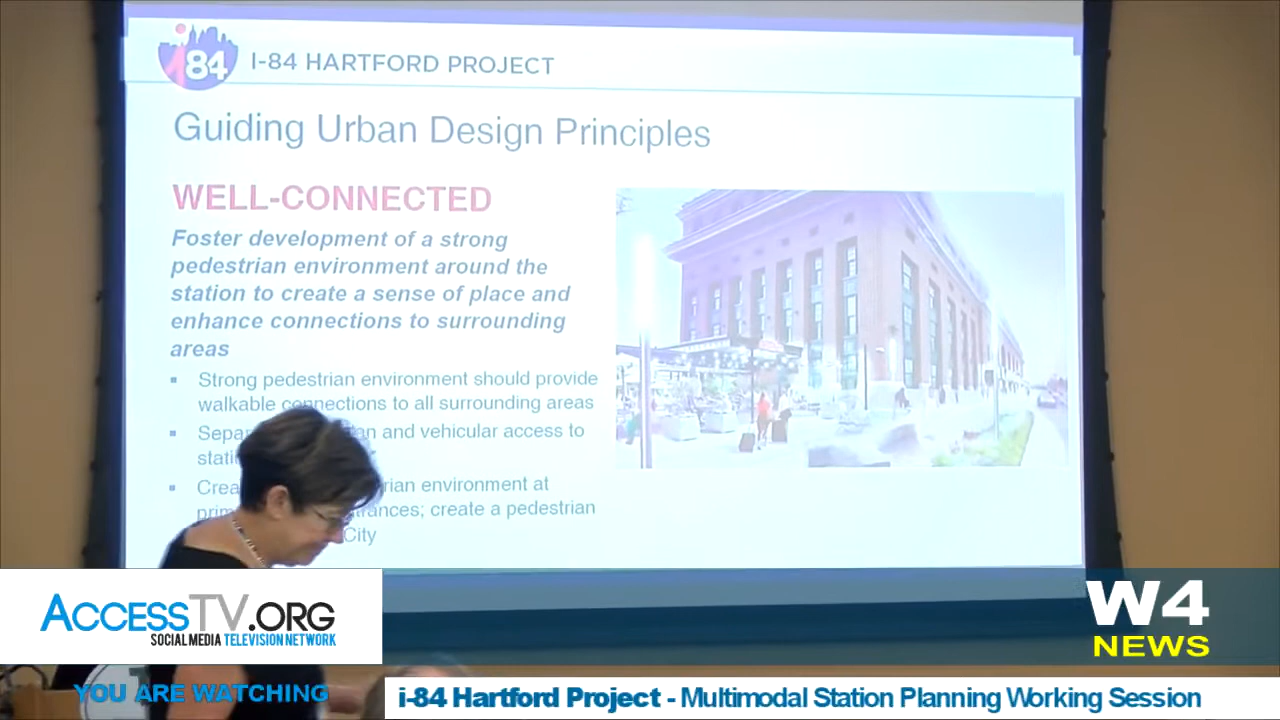 i84
I-84 HARTFORD PROJECT
Guiding Urban Design Principles
WELL-CONNECTED
Foster development of a strong
pedestrian environment around the
station to create a sense of place and
enhance connections to surrounding
areas
▪ Strong pedestrian environment should provide
walkable connections to all surrounding areas
▪ and vehicular access to
▪ environment at
create a pedestrian
City
ACCESSTV.ORG
SOCIAL MEDIA TELEVISION NETWORK
W4
NEWS
YOU ARE WATCHING
i-84 Hartford Project - Multimodal Station Planning Working Session